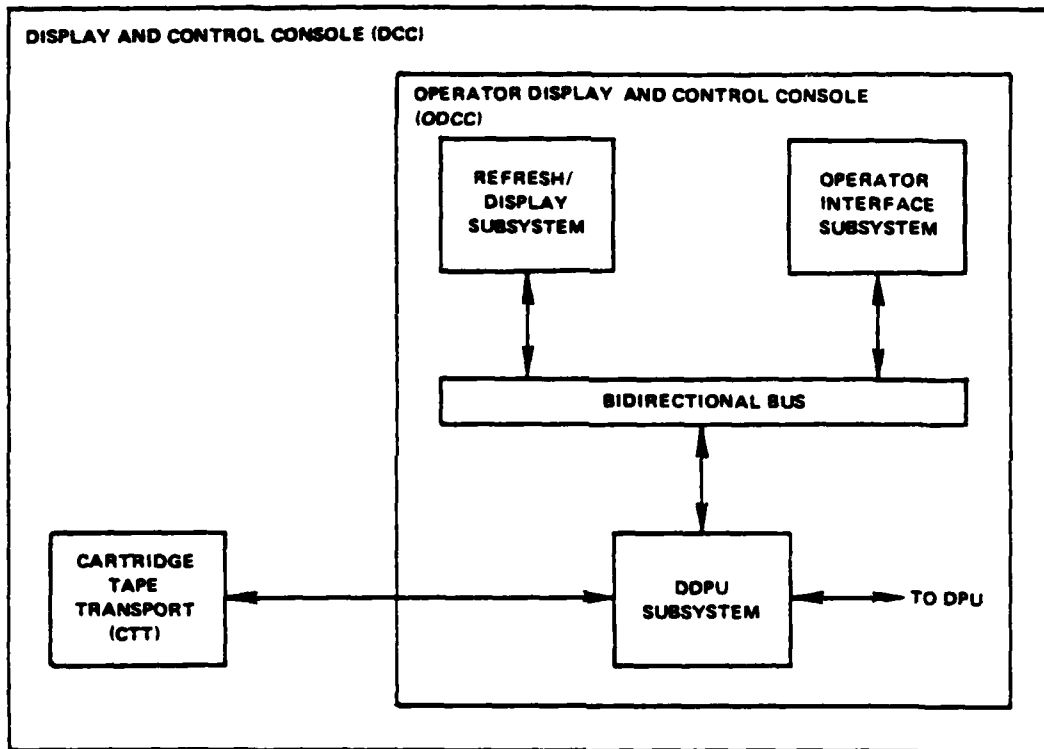 DISPLAY AND CONTROL CONSOLE (DCC)
OPERATOR DISPLAY AND CONTROL CONSOLE
(ODCC)
REFRESH/
DISPLAY
SUBSYSTEM
OPERATOR
INTERFACE
SUBSYSTEM
BIDIRECTIONAL BUS
CARTRIDGE
TAPE
TRANSPORT
(CTT)
DDPU
SUBSYSTEM
TO DPU